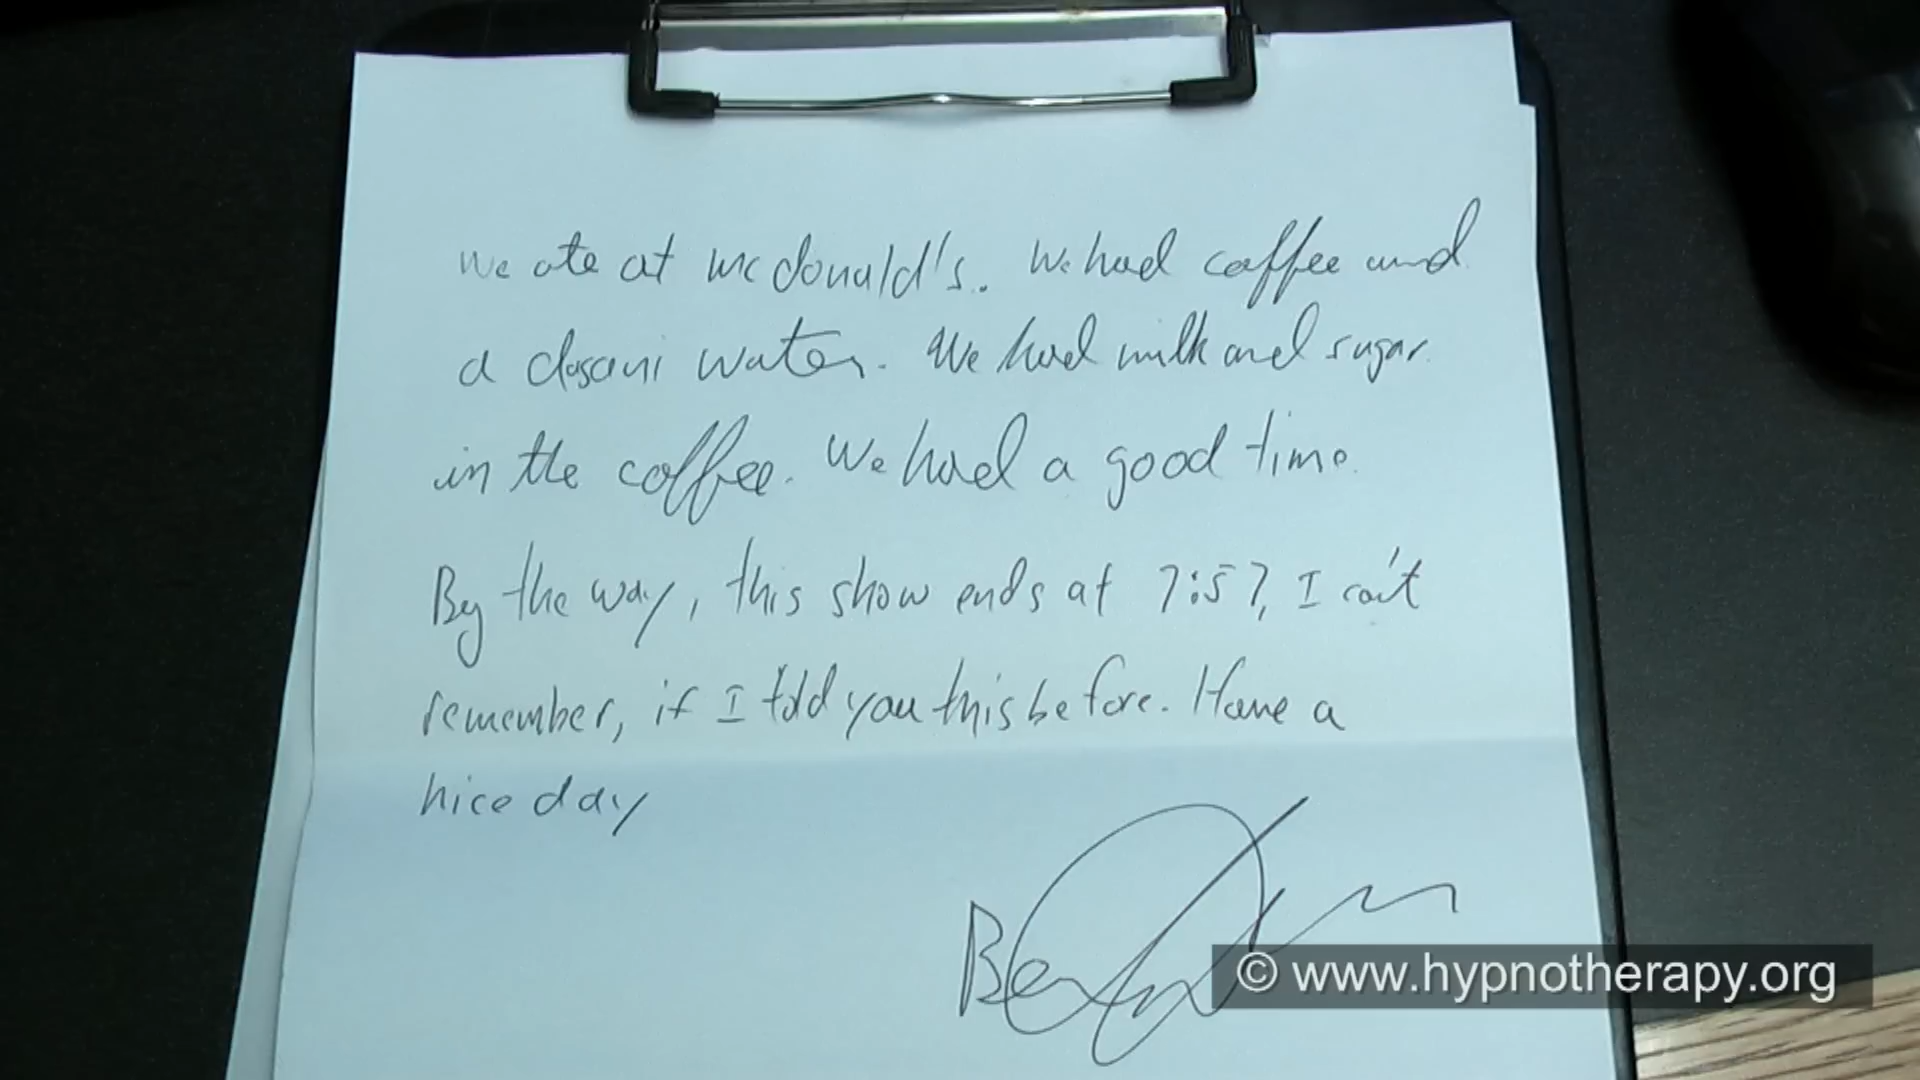 We ate at mcdonald's. We had coffee and
a dasani water. We had milk and sugar.
in the coffee. We had a good time.
By the way, this show ends at 7:57, I can't
remember, if I told you this before. Have a
nice day
© www.hypnotherapy.org